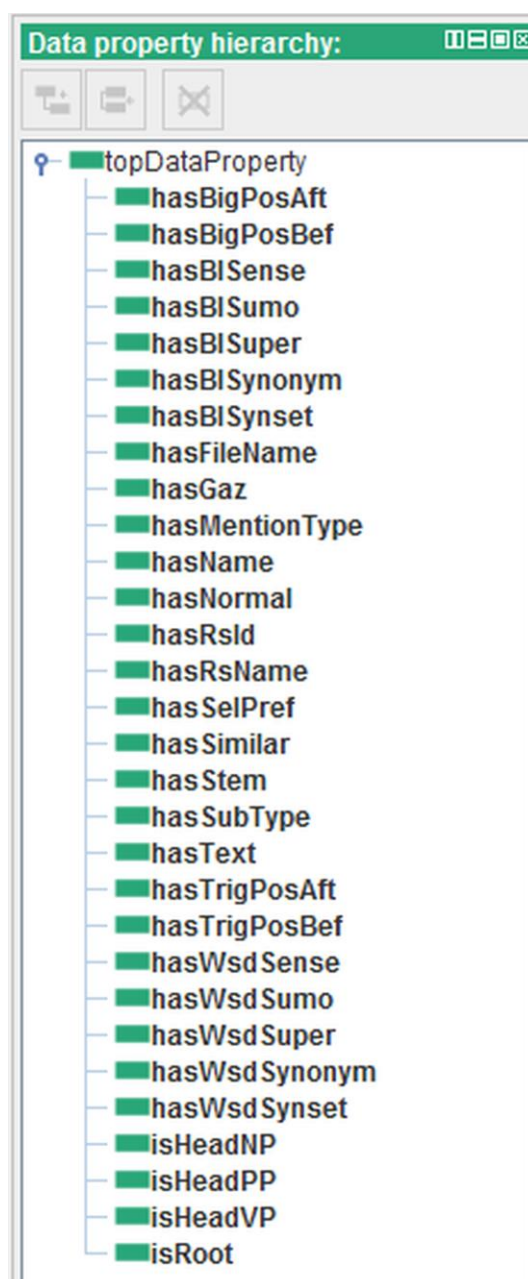 Data property hierarchy:
topDataProperty
hasBigPosAft
hasBigPosBef
hasBlSense
hasBlSumo
hasBlSuper
hasBlSynonym
hasBlSynset
hasFileName
hasGaz
hasMentionType
hasName
hasNormal
hasRsId
hasRsName
hasSelPref
hasSimilar
hasStem
hasSubType
hasText
hasTrigPosAft
hasTrigPosBef
hasWsdSense
hasWsdSumo
hasWsdSuper
hasWsdSynonym
hasWsdSynset
isHeadNP
isHeadPP
isHeadVP
isRoot